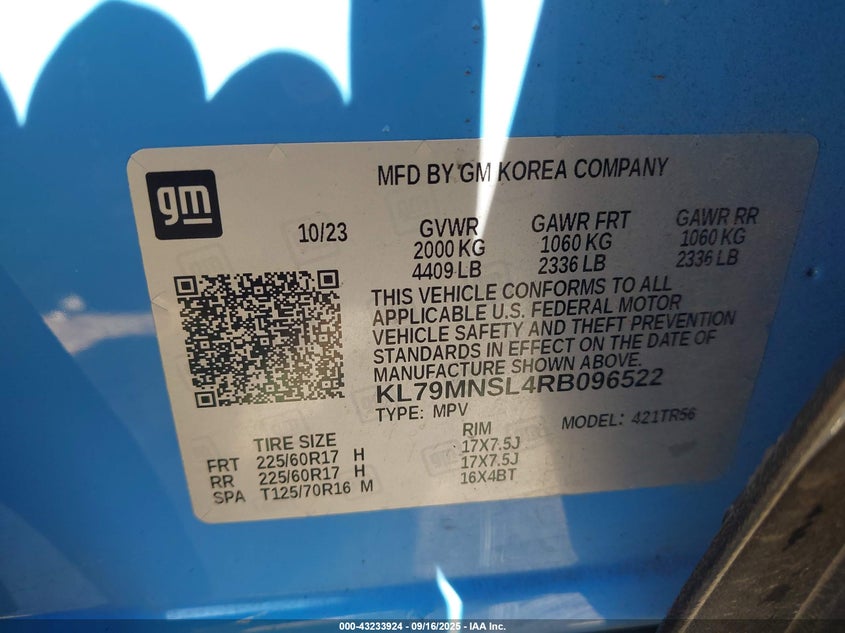 gm
MFD BY GM KOREA COMPANY
10/23
GVWR GAWR FRT GAWR RR
2000 KG 1060 KG 1060 KG
4409 LB 2336 LB 2336 LB
THIS VEHICLE CONFORMS TO ALL
APPLICABLE U.S. FEDERAL MOTOR
VEHICLE SAFETY AND THEFT PREVENTION
STANDARDS IN EFFECT ON THE DATE OF
MANUFACTURE SHOWN ABOVE.
KL79MNSL4RB096522
TYPE: MPV MODEL: 421TR56
TIRE SIZE RIM
FRT 225/60R17 H 17X7.5J
RR 225/60R17 H 17X7.5J
SPA T125/70R16 M 16X4BT
000-43233924 - 09/16/2025 - IAA Inc.